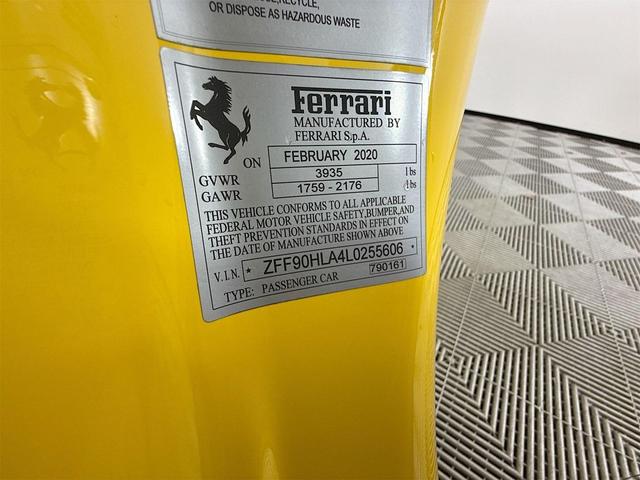 OR DISPOSE AS HAZARDOUS WASTE
Ferrari
MANUFACTURED BY
FERRARI S.p.A.
ON FEBRUARY 2020
GVWR 3935 lbs
GAWR 1759 - 2176 lbs
THIS VEHICLE CONFORMS TO ALL APPLICABLE
FEDERAL MOTOR VEHICLE SAFETY,BUMPER,AND
THEFT PREVENTION STANDARDS IN EFFECT ON
THE DATE OF MANUFACTURE SHOWN ABOVE
V.I.N. * ZFF90HLA4L0255606 *
790161
TYPE: PASSENGER CAR